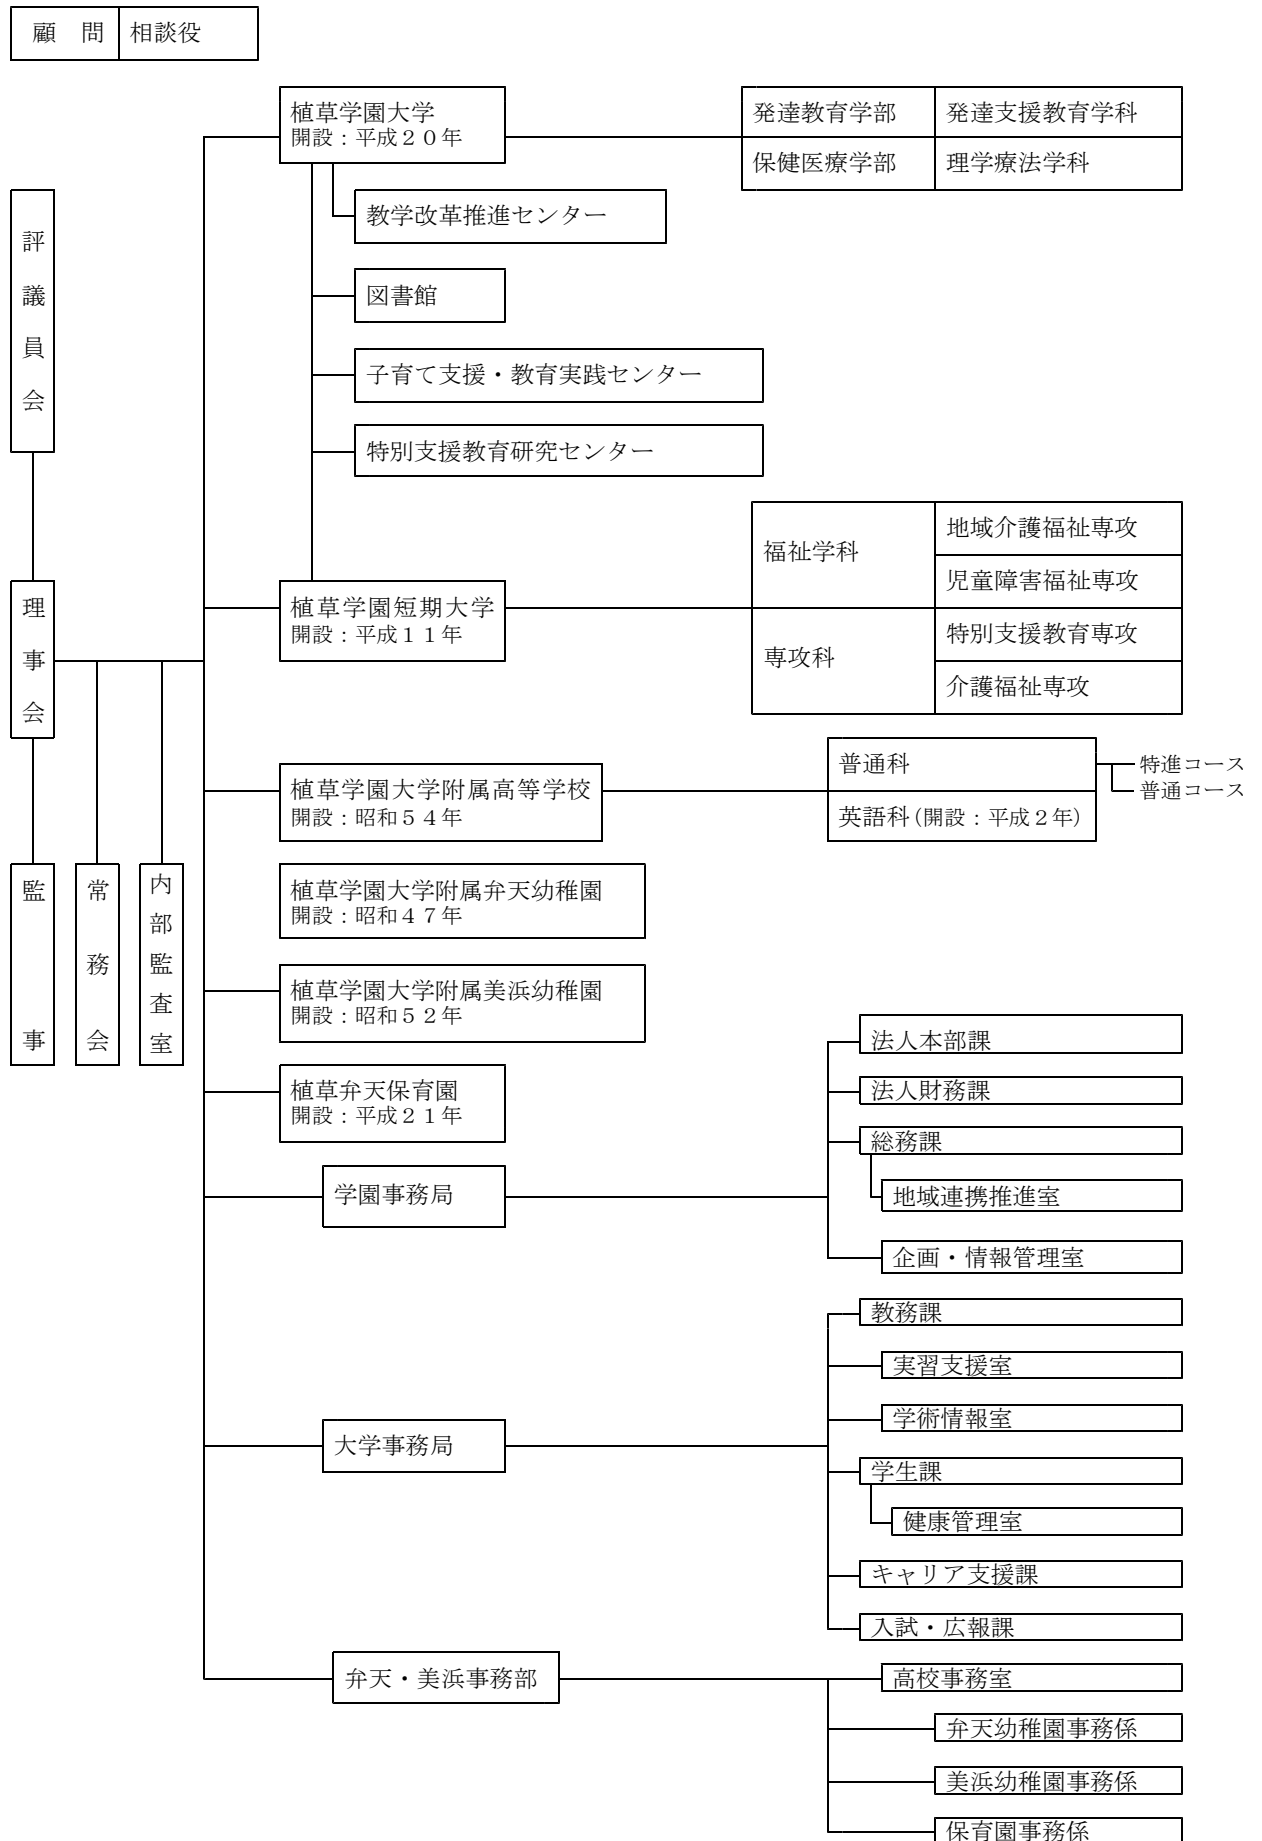 顧　問
相談役
植草学園大学
開設：平成２０年
発達教育学部
発達支援教育学科
保健医療学部
理学療法学科
教学改革推進センター
図書館
子育て支援・教育実践センター
特別支援教育研究センター
評議員会
理事会
監事
常務会
内部監査室
植草学園短期大学
開設：平成１１年
福祉学科
地域介護福祉専攻
児童障害福祉専攻
専攻科
特別支援教育専攻
介護福祉専攻
植草学園大学附属高等学校
開設：昭和５４年
普通科
特進コース
普通コース
英語科（開設：平成２年）
植草学園大学附属弁天幼稚園
開設：昭和４７年
植草学園大学附属美浜幼稚園
開設：昭和５２年
植草弁天保育園
開設：平成２１年
学園事務局
法人本部課
法人財務課
総務課
地域連携推進室
企画・情報管理室
大学事務局
教務課
実習支援室
学術情報室
学生課
健康管理室
キャリア支援課
入試・広報課
弁天・美浜事務部
高校事務室
弁天幼稚園事務係
美浜幼稚園事務係
保育園事務係